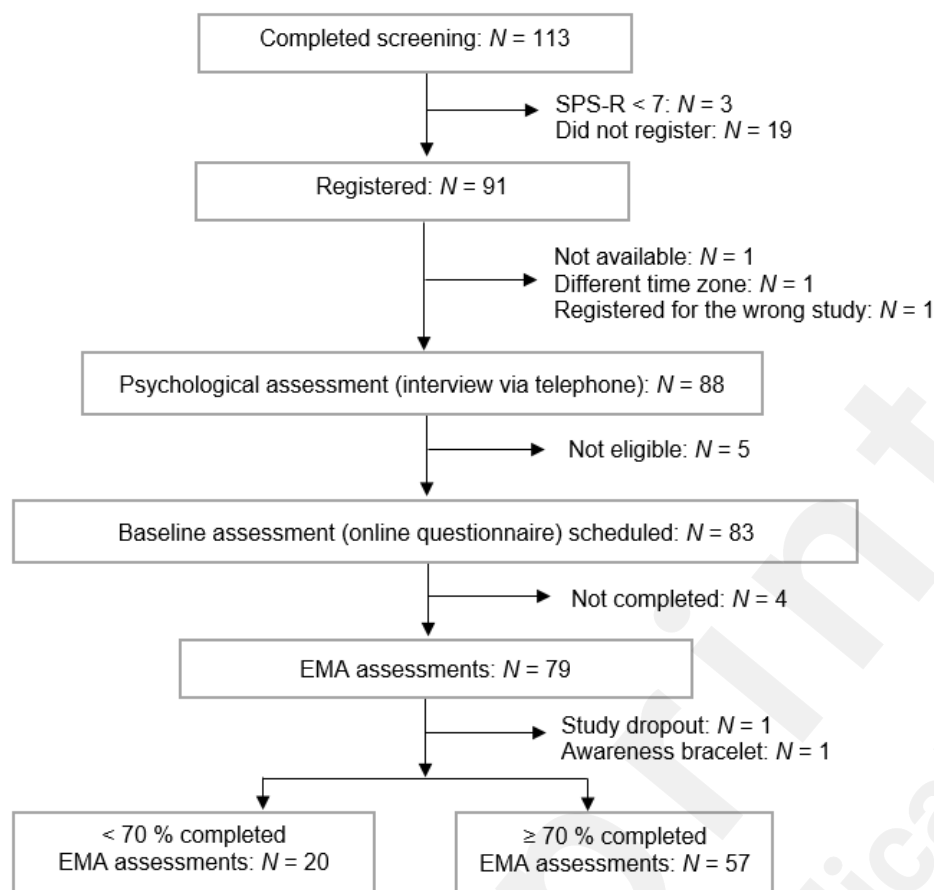 Completed screening: N = 113
SPS-R < 7: N = 3
Did not register: N = 19
Registered: N = 91
Not available: N = 1
Different time zone: N = 1
Registered for the wrong study: N = 1
Psychological assessment (interview via telephone): N = 88
Not eligible: N = 5
Baseline assessment (online questionnaire) scheduled: N = 83
Not completed: N = 4
EMA assessments: N = 79
Study dropout: N = 1
Awareness bracelet: N = 1
< 70 % completed
EMA assessments: N = 20
≥ 70 % completed
EMA assessments: N = 57